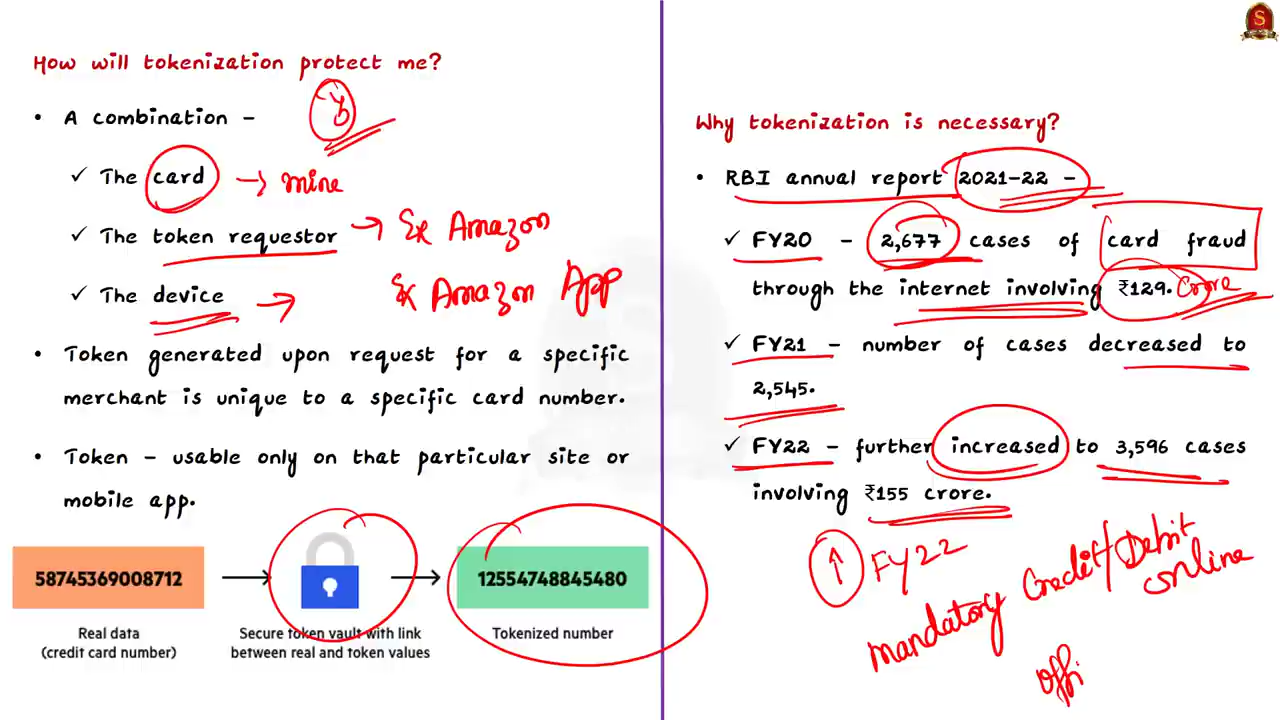 How will tokenization protect me?
• A combination –
✓ The card → mine
✓ The token requestor → Ex Amazon
✓ The device → Ex Amazon App
• Token generated upon request for a specific
merchant is unique to a specific card number.
• Token – usable only on that particular site or
mobile app.
58745369008712
12554748845480
Real data
(credit card number)
Secure token vault with link
between real and token values
Tokenized number
Why tokenization is necessary?
• RBI annual report 2021-22 –
✓ FY20 – 2,677 cases of card fraud
through the internet involving ₹129. Crore
✓ FY21 – number of cases decreased to
2,545.
✓ FY22 – further increased to 3,596 cases
involving ₹155 crore.
↑ FY22
mandatory Credit/Debit
online
offi
S